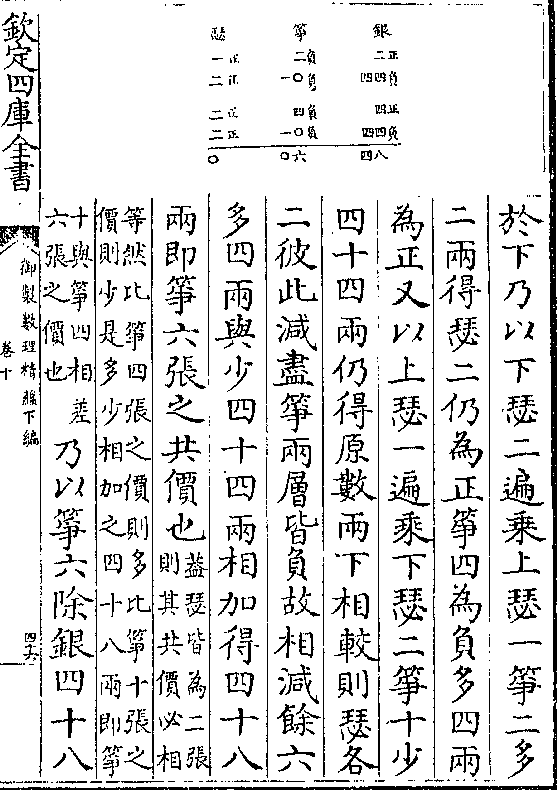 銀 箏 瑟
二正 二負 一正
四四負 一〇負 二正
四正 四負 二正
四四負 一〇負 二正
四八 〇六 〇
於下乃以下瑟二遍乘上瑟一箏二多
二兩得瑟二仍為正箏四為負多四兩
為正又以上瑟一遍乘下瑟二箏十少
四十四兩仍得原數兩下相較則瑟各
二彼此減盡箏兩層皆負故相減餘六
多四兩與少四十四兩相加得四十八
兩即箏六張之共價也蓋瑟皆為二張
則其共價必相
等然比箏四張之價則多比箏十張之
價則少是多少相加之四十八兩即箏
十與箏四相差
六張之價也
乃以箏六除銀四十八
欽定四庫全書
御製數理精藴下編
卷十
四六